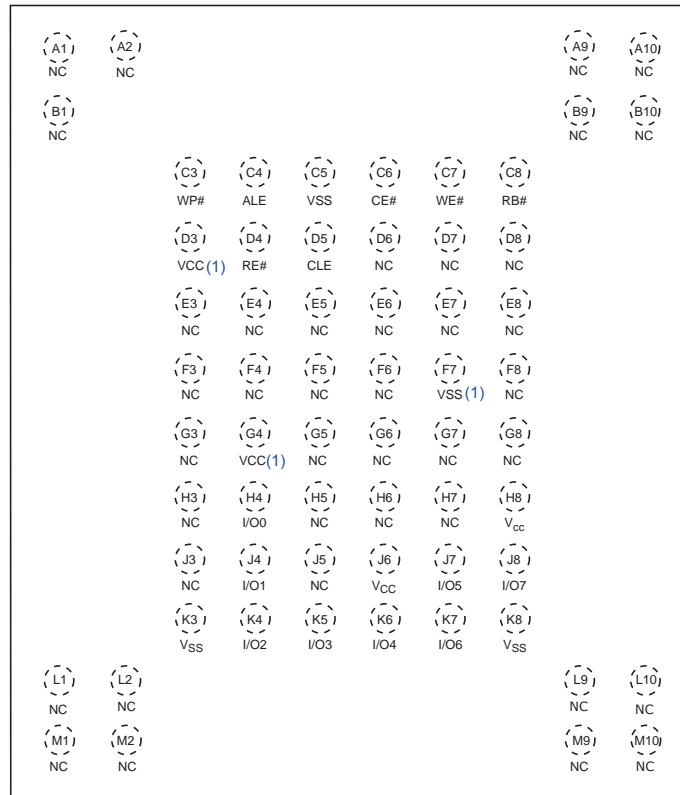 A1 A2 A9 A10
NC NC NC NC
B1 B9 B10
NC NC NC
C3 C4 C5 C6 C7 C8
WP# ALE VSS CE# WE# RB#
D3 D4 D5 D6 D7 D8
VCC(1) RE# CLE NC NC NC
E3 E4 E5 E6 E7 E8
NC NC NC NC NC NC
F3 F4 F5 F6 F7 F8
NC NC NC NC VSS(1) NC
G3 G4 G5 G6 G7 G8
NC VCC(1) NC NC NC NC
H3 H4 H5 H6 H7 H8
NC I/O0 NC NC NC Vcc
J3 J4 J5 J6 J7 J8
NC I/O1 NC VCC I/O5 I/O7
K3 K4 K5 K6 K7 K8
VSS I/O2 I/O3 I/O4 I/O6 VSS
L1 L2 L9 L10
NC NC NC NC
M1 M2 M9 M10
NC NC NC NC